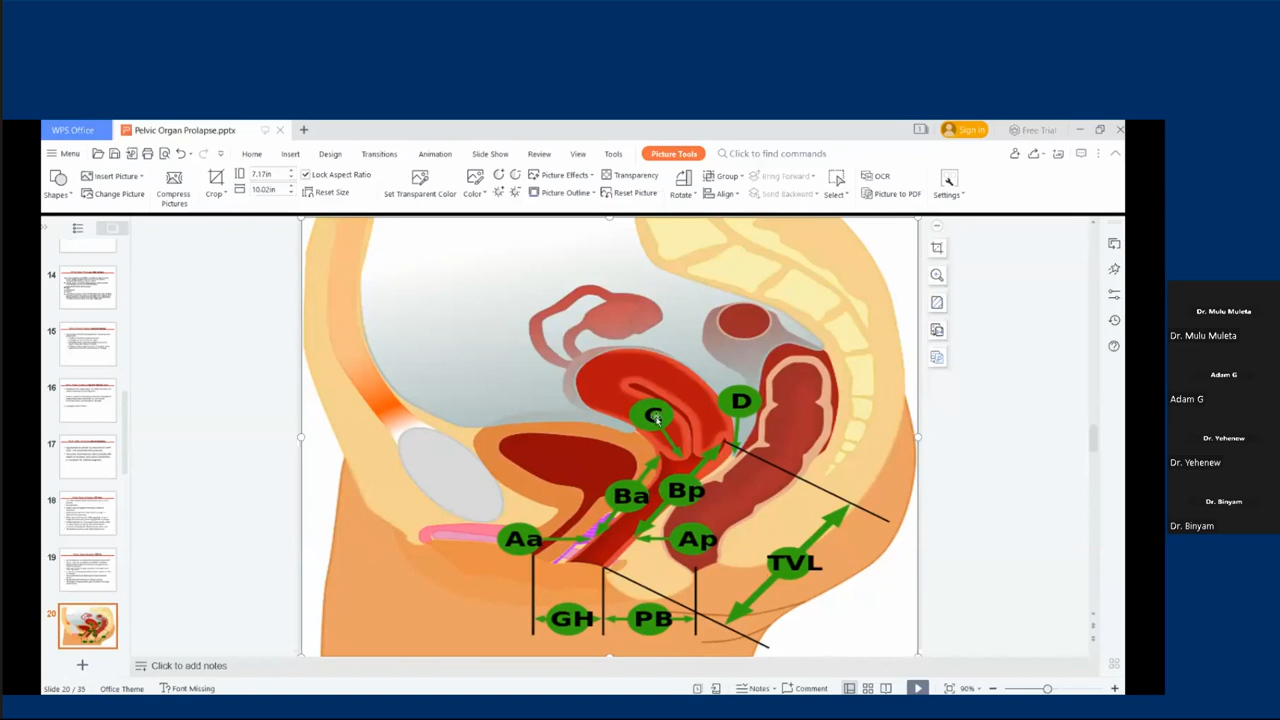 WPS Office
Pelvic Organ Prolapse.pptx
Sign in
Free Trial
Menu
Home
Insert
Design
Transitions
Animation
Slide Show
Review
View
Tools
Picture Tools
Click to find commands
Shapes
Insert Picture
Change Picture
Compress
Pictures
Crop
7.17in
10.02in
Lock Aspect Ratio
Reset Size
Set Transparent Color
Color
Picture Effects
Picture Outline
Transparency
Reset Picture
Rotate
Group
Align
Bring Forward
Send Backward
Select
OCR
Picture to PDF
Settings
14
15
16
17
18
19
20
C
D
Ba
Bp
Aa
Ap
TVL
GH
PB
Dr. Mulu Muleta
Dr. Mulu Muleta
Adam G
Adam G
Dr. Yehenew
Dr. Yehenew
Dr. Binyam
Dr. Binyam
Click to add notes
Slide 20 / 35
Office Theme
Font Missing
Notes
Comment
90%